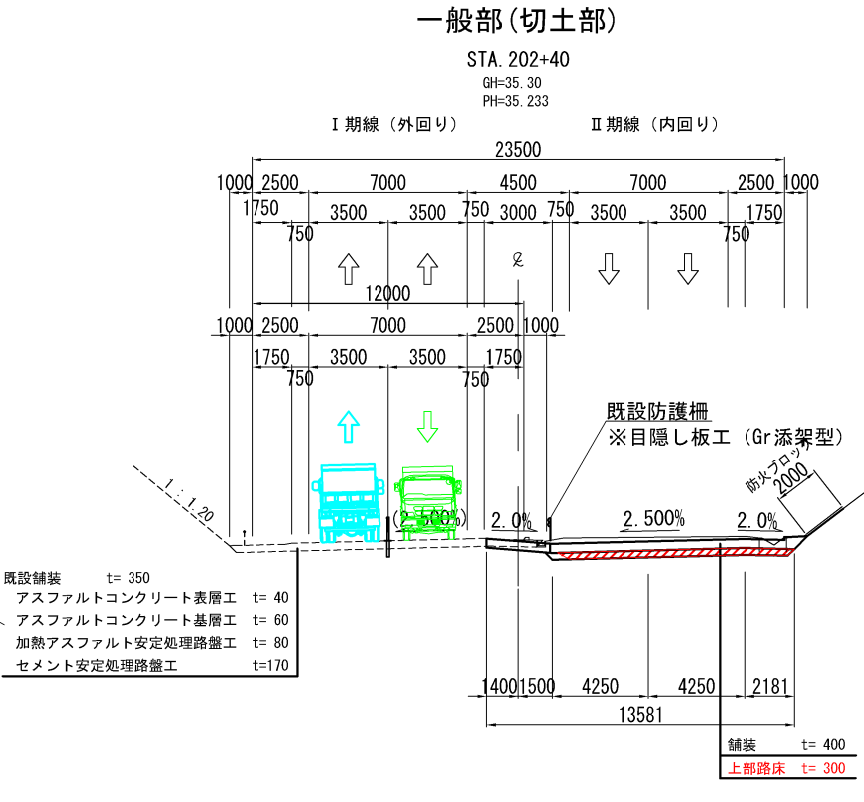 一般部(切土部)
STA. 202+40
GH=35.30
PH=35.233
Ⅰ期線（外回り）
Ⅱ期線（内回り）
23500
1000 2500 7000 4500 7000 2500 1000
1750 750 3500 3500 750 3000 750 3500 3500 750 1750
℄
12000
1000 2500 7000 2500 1000
1750 750 3500 3500 750 1750
既設防護柵
※目隠し板工（Gr添架型）
防火ブロック
2000
1：1.20
(2.500%) 2.0% 2.500% 2.0%
既設舗装 t= 350
アスファルトコンクリート表層工 t= 40
アスファルトコンクリート基層工 t= 60
加熱アスファルト安定処理路盤工 t= 80
セメント安定処理路盤工 t=170
1400 1500 4250 4250 2181
13581
舗装 t= 400
上部路床 t= 300